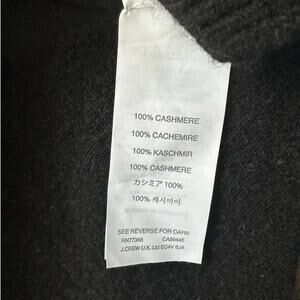 100% CASHMERE
100% CACHEMIRE
100% KASCHMIR
100% CASHMERE
カシミア 100%
100% 캐시미어
SEE REVERSE FOR CARE
RN77388 CA56445
J.CREW U.K. Ltd EC4V 6JA